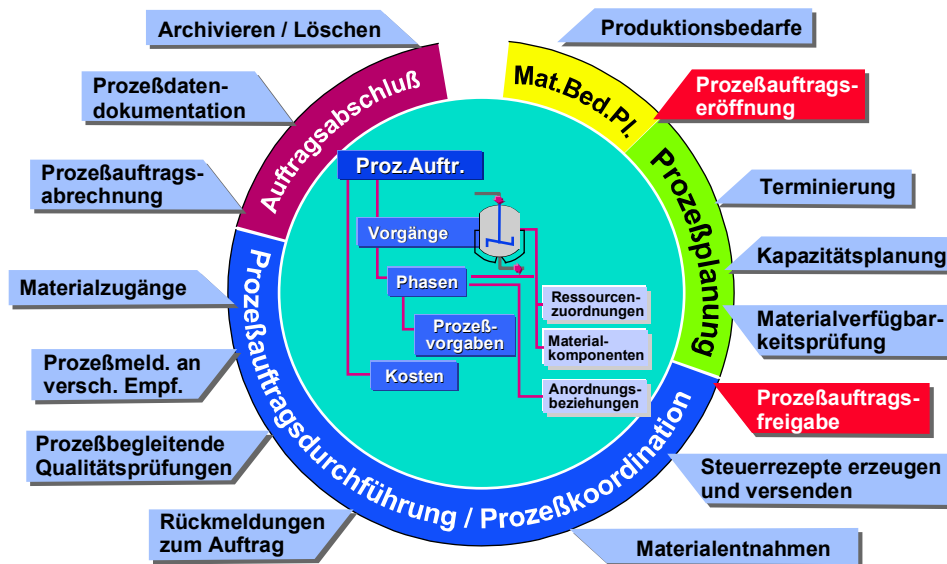 Archivieren / Löschen
Produktionsbedarfe
Prozeßdaten-
dokumentation
Prozeßauftrags-
eröffnung
Auftragsabschluß
Mat.Bed.Pl.
Prozeßplanung
Prozeßauftragsdurchführung / Prozeßkoordination
Prozeßauftrags-
abrechnung
Terminierung
Materialzugänge
Kapazitätsplanung
Prozeßmeld. an
versch. Empf.
Materialverfügbar-
keitsprüfung
Prozeßbegleitende
Qualitätsprüfungen
Prozeßauftrags-
freigabe
Rückmeldungen
zum Auftrag
Steuerrezepte erzeugen
und versenden
Materialentnahmen
Proz.Auftr.
Vorgänge
Phasen
Prozeß-
vorgaben
Kosten
Ressourcen-
zuordnungen
Material-
komponenten
Anordnungs-
beziehungen